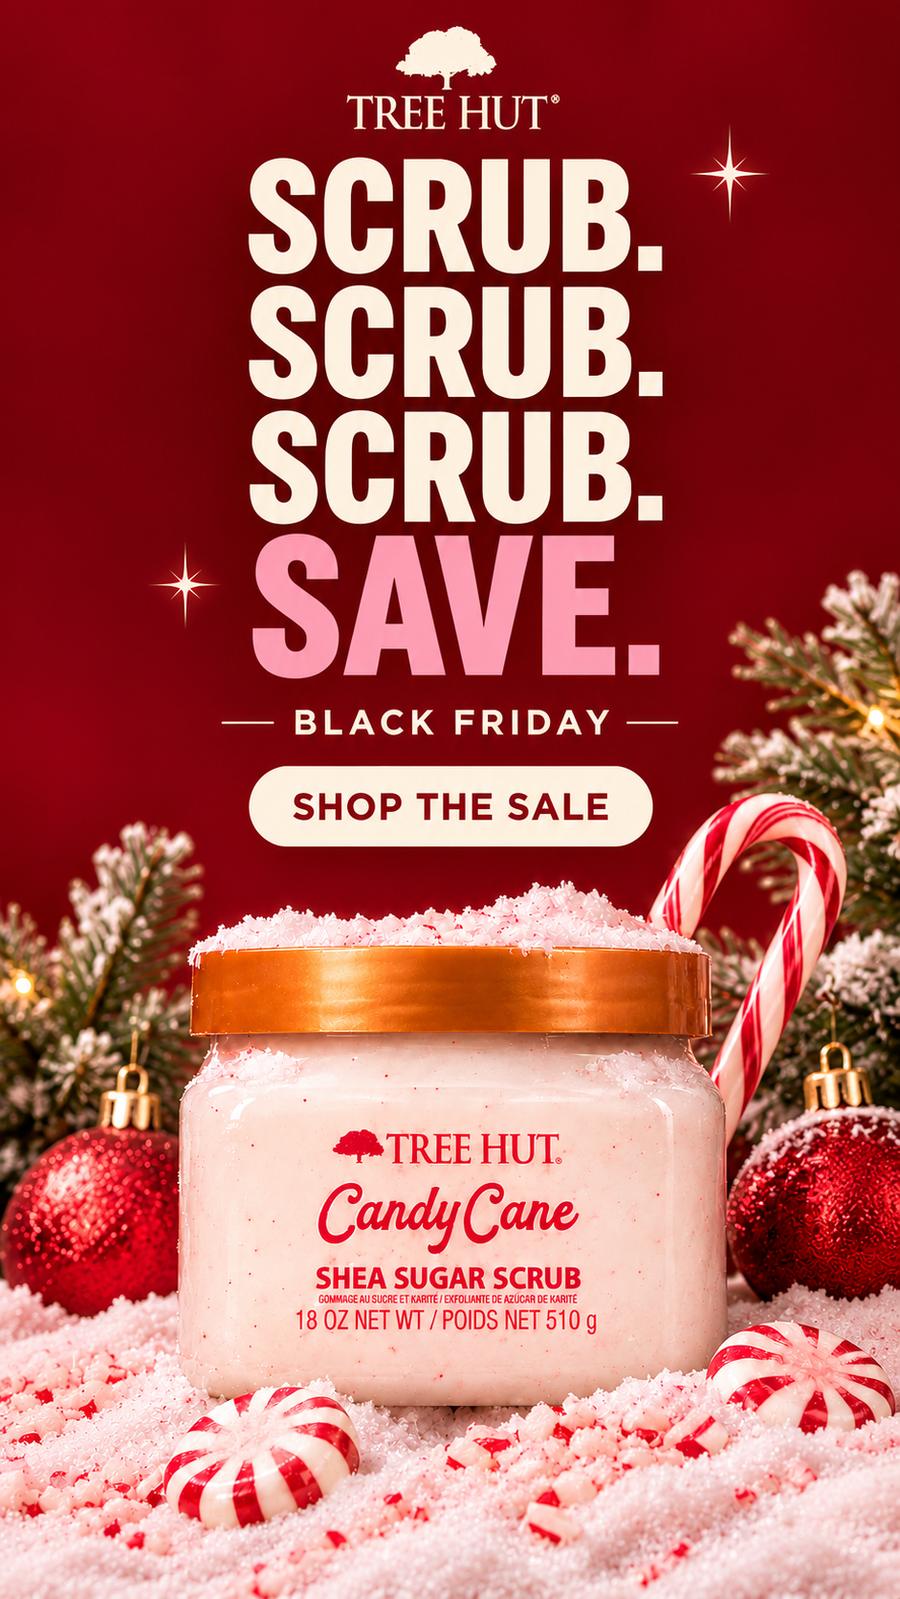 TREE HUT®
SCRUB.
SCRUB.
SCRUB.
SAVE.
BLACK FRIDAY
SHOP THE SALE
TREE HUT®
Candy Cane
SHEA SUGAR SCRUB
GOMMAGE AU SUCRE ET KARITÉ / EXFOLIANTE DE AZÚCAR DE KARITÉ
18 OZ NET WT / POIDS NET 510 g